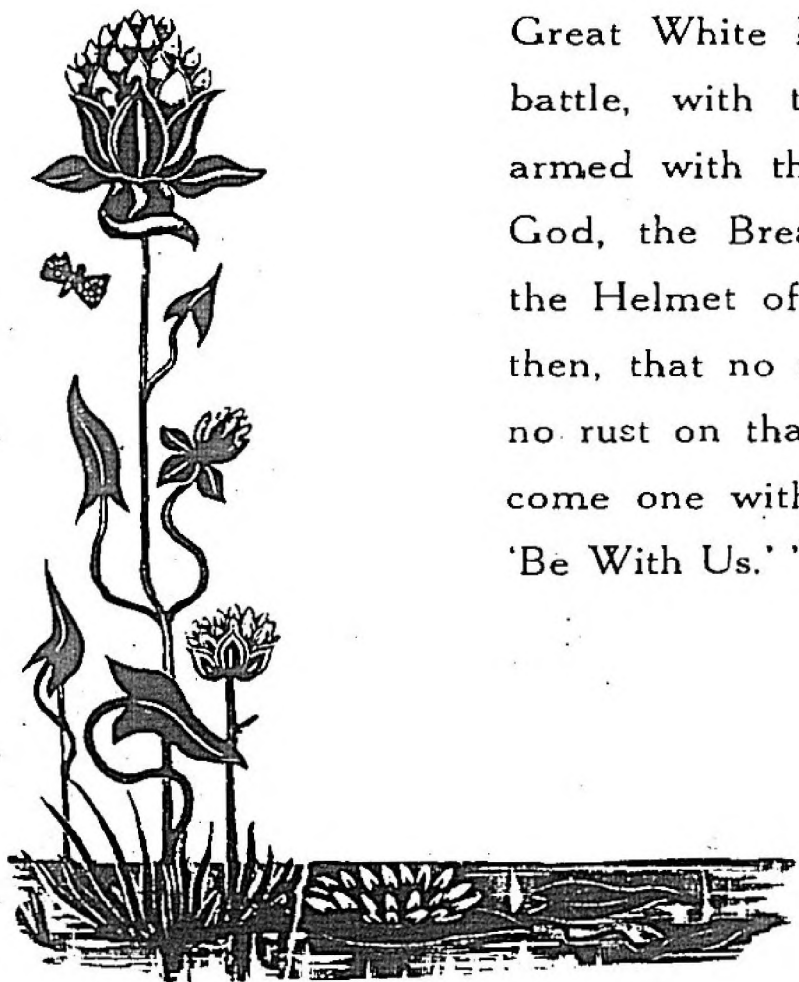 Great White
battle, with t
armed with th
God, the Brea
the Helmet of
then, that no
no rust on tha
come one with
'Be With Us.' '